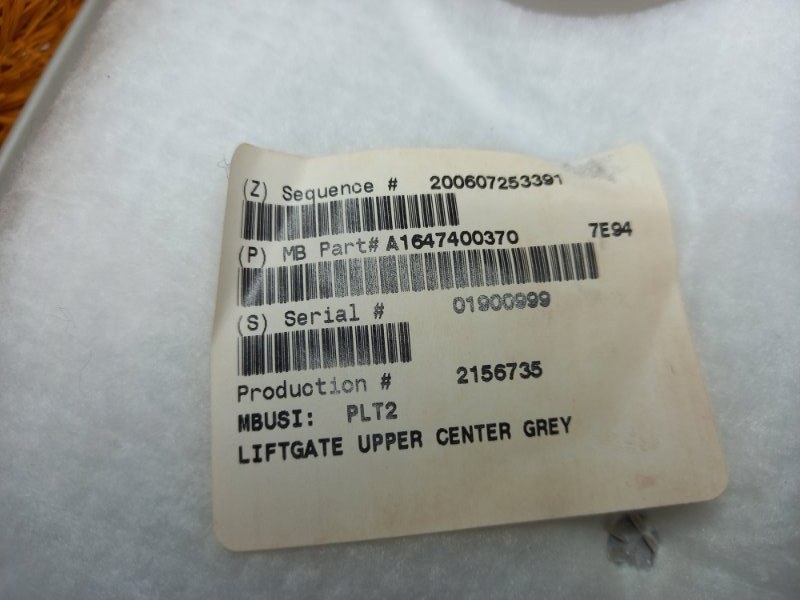 (Z) Sequence # 200607253391
(P) MB Part# A1647400370 7E94
(S) Serial # 01900999
Production # 2156735
MBUSI: PLT2
LIFTGATE UPPER CENTER GREY